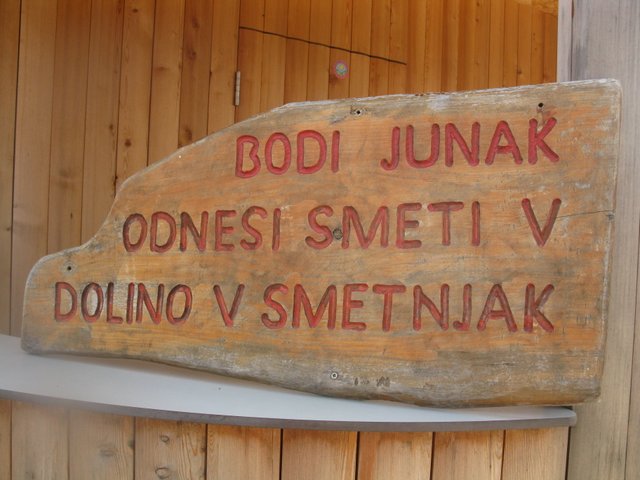 BODI JUNAK
ODNESI SMETI V
DOLINO V SMETNJAK